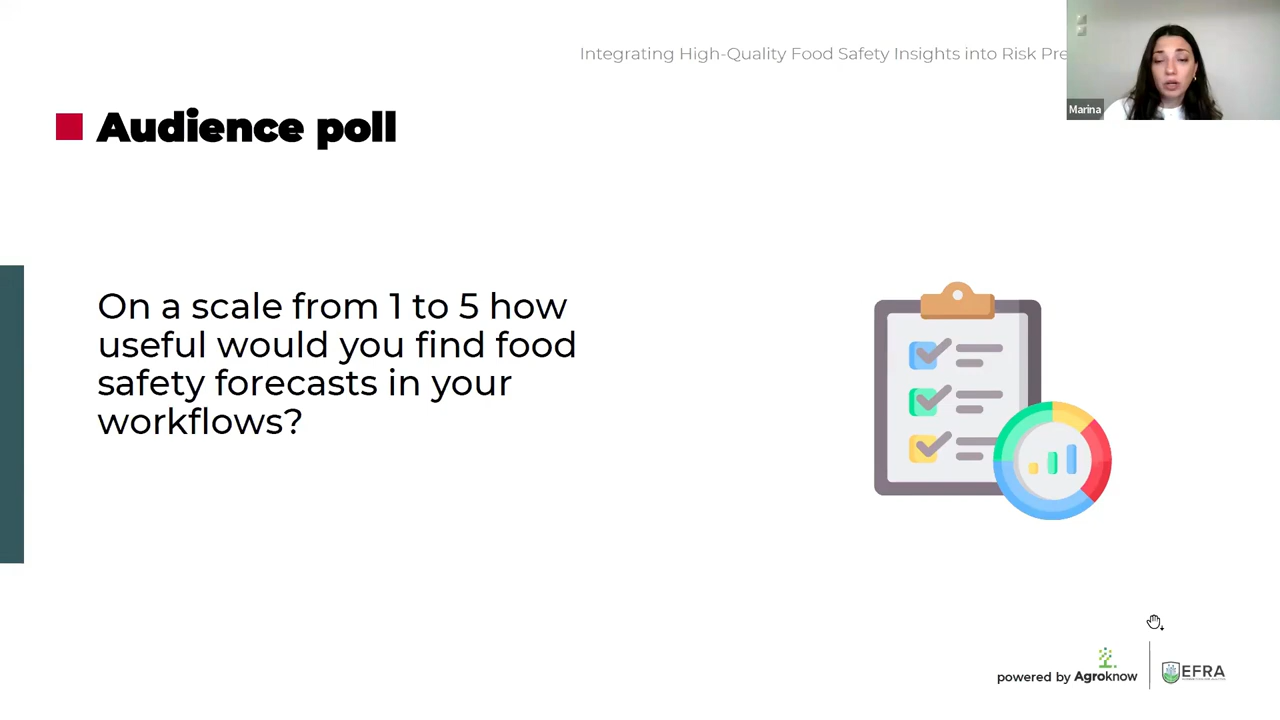 Integrating High-Quality Food Safety Insights into Risk
Marina
Audience poll
On a scale from 1 to 5 how
useful would you find food
safety forecasts in your
workflows?
powered by Agroknow
EFRA